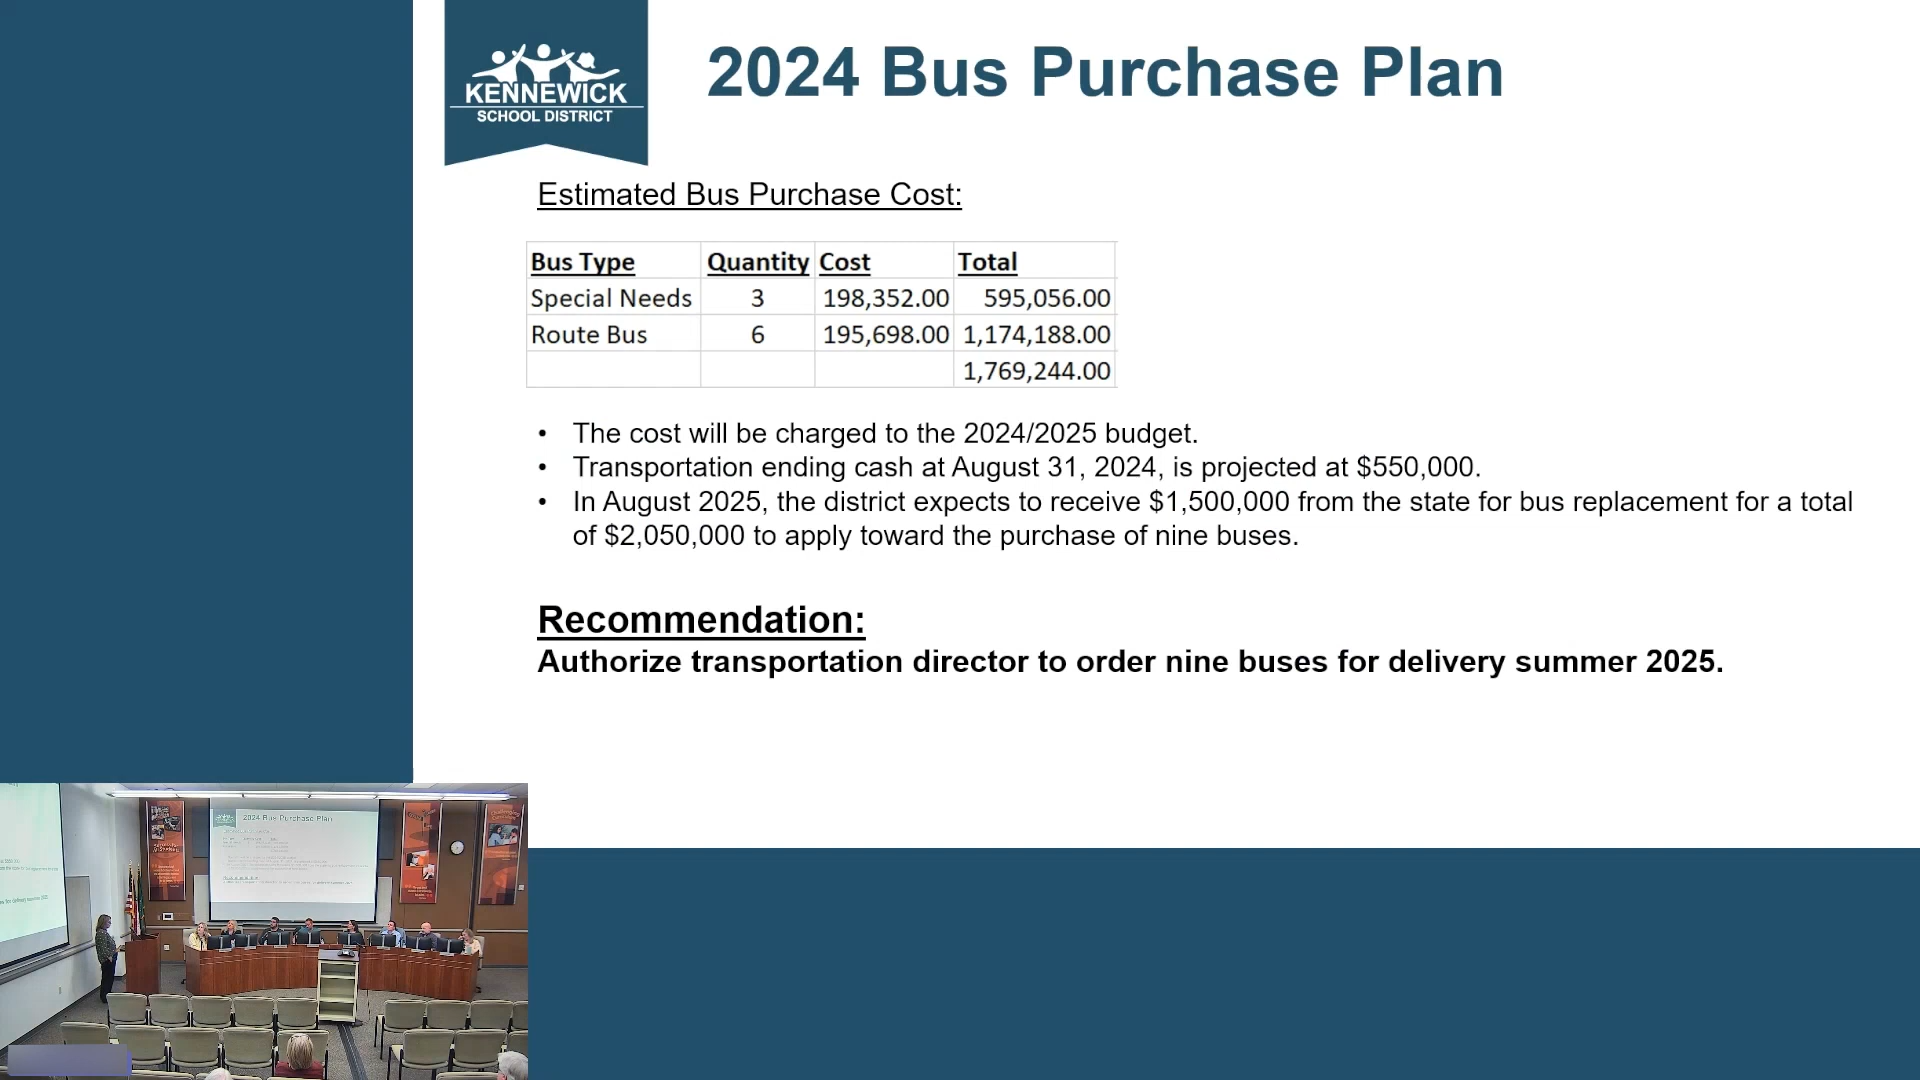 KENNEWICK
SCHOOL DISTRICT
2024 Bus Purchase Plan
Estimated Bus Purchase Cost:
Bus Type Quantity Cost Total
Special Needs 3 198,352.00 595,056.00
Route Bus 6 195,698.00 1,174,188.00
1,769,244.00
• The cost will be charged to the 2024/2025 budget.
• Transportation ending cash at August 31, 2024, is projected at $550,000.
• In August 2025, the district expects to receive $1,500,000 from the state for bus replacement for a total
of $2,050,000 to apply toward the purchase of nine buses.
Recommendation:
Authorize transportation director to order nine buses for delivery summer 2025.
2024 Bus Purchase Plan